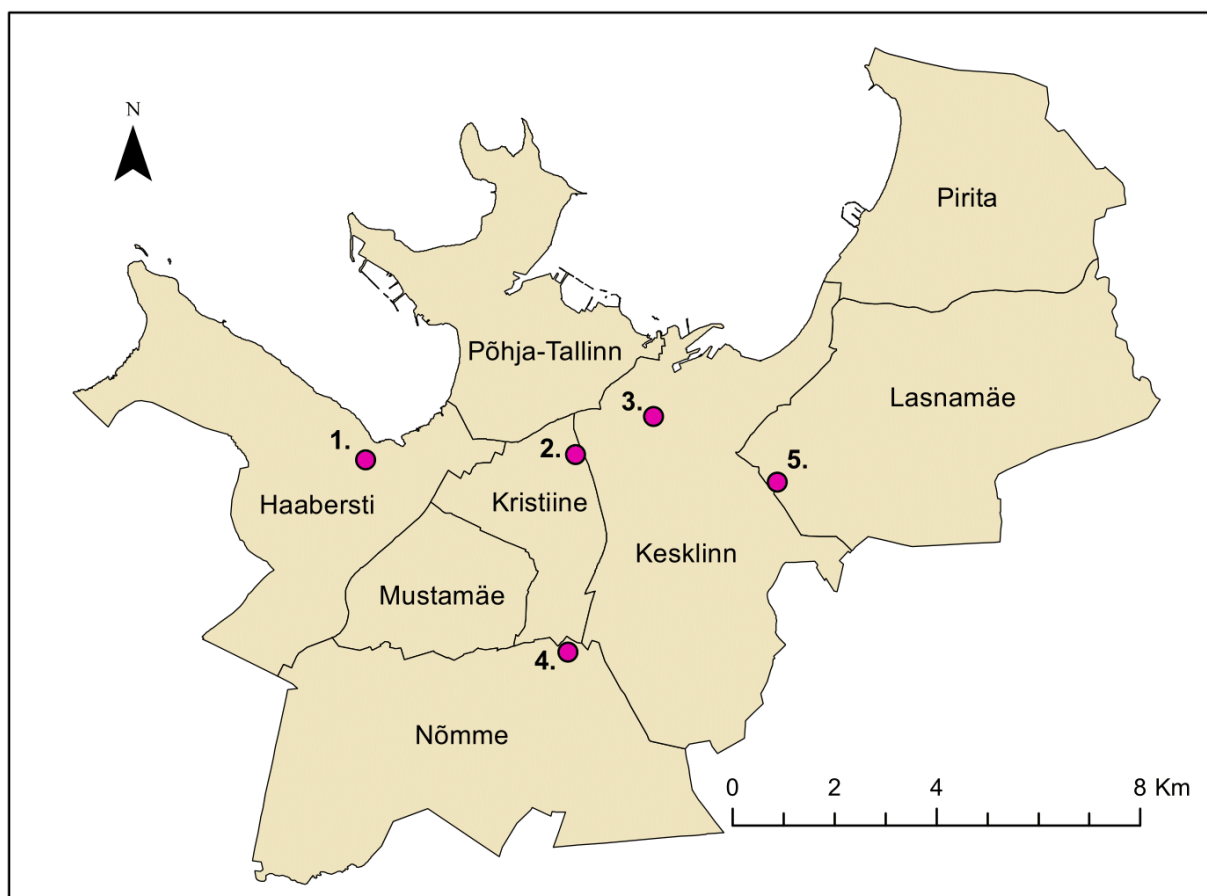 N
Pirita
Põhja-Tallinn
Lasnamäe
3.
1.
2.
5.
Haabersti
Kristiine
Kesklinn
Mustamäe
4.
Nõmme
0 2 4 8 Km